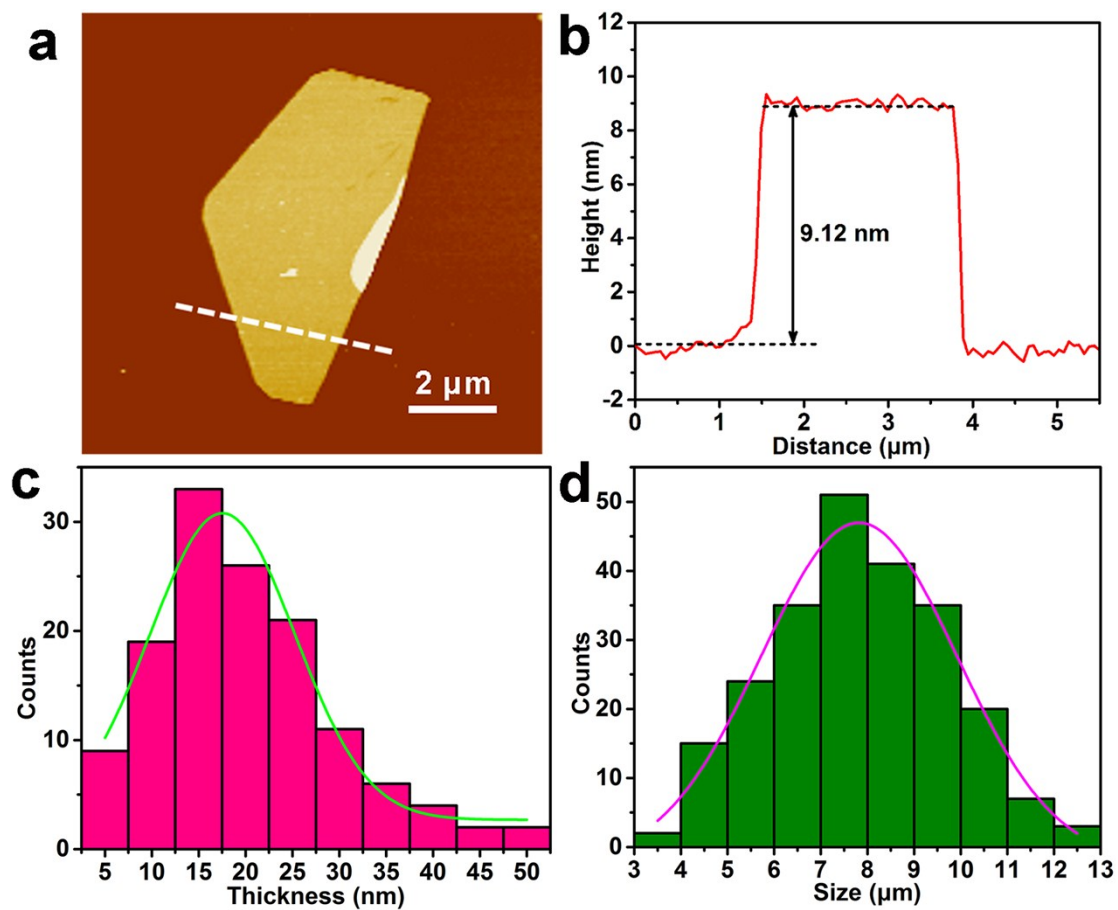 a
2 μm
b
Height (nm)
12
10
8
6
4
2
0
-2
9.12 nm
0 1 2 3 4 5
Distance (μm)
c
Counts
30
20
10
0
5 10 15 20 25 30 35 40 45 50
Thickness (nm)
d
Counts
50
40
30
20
10
0
3 4 5 6 7 8 9 10 11 12 13
Size (μm)